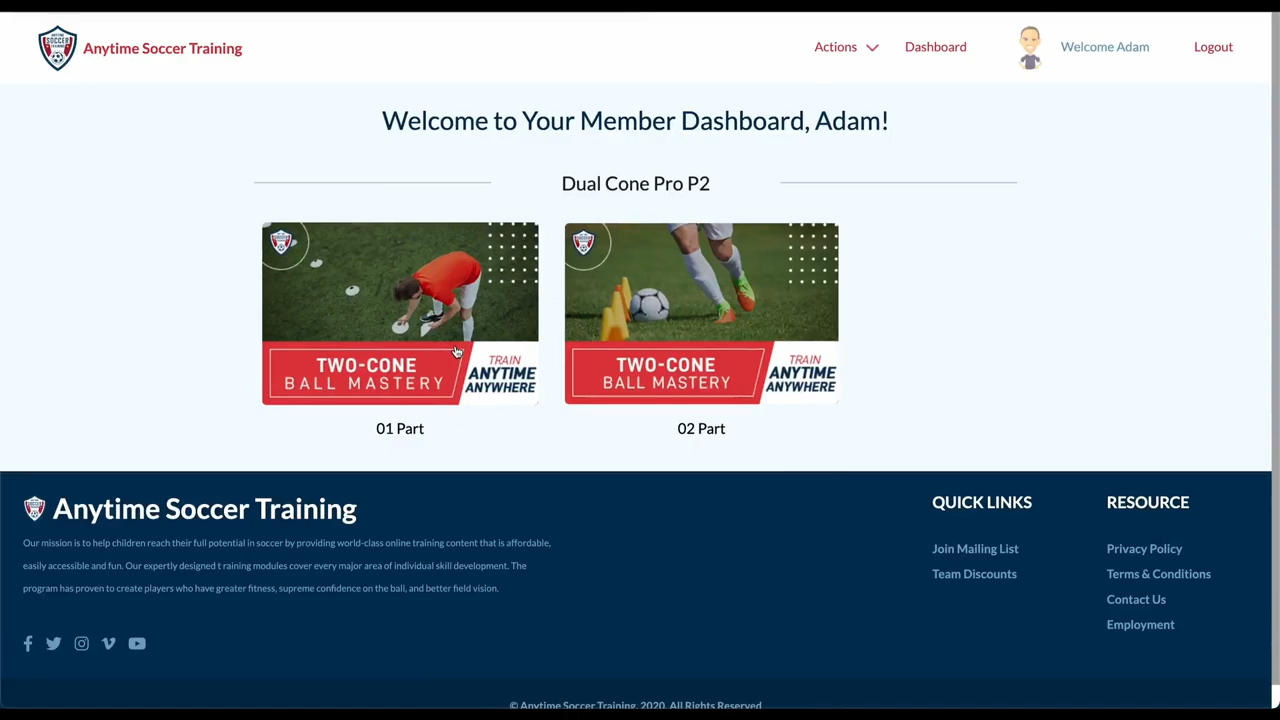 Anytime Soccer Training
Actions
Dashboard
Welcome Adam
Logout
Welcome to Your Member Dashboard, Adam!
Dual Cone Pro P2
TWO-CONE
BALL MASTERY
TRAIN
ANYTIME
ANYWHERE
TWO-CONE
BALL MASTERY
TRAIN
ANYTIME
ANYWHERE
01 Part
02 Part
Anytime Soccer Training
Our mission is to help children reach their full potential in soccer by providing world-class online training content that is affordable,
easily accessible and fun. Our expertly designed t raining modules cover every major area of individual skill development. The
program has proven to create players who have greater fitness, supreme confidence on the ball, and better field vision.
QUICK LINKS
Join Mailing List
Team Discounts
RESOURCE
Privacy Policy
Terms & Conditions
Contact Us
Employment
© Anytime Soccer Training, 2020. All Rights Reserved